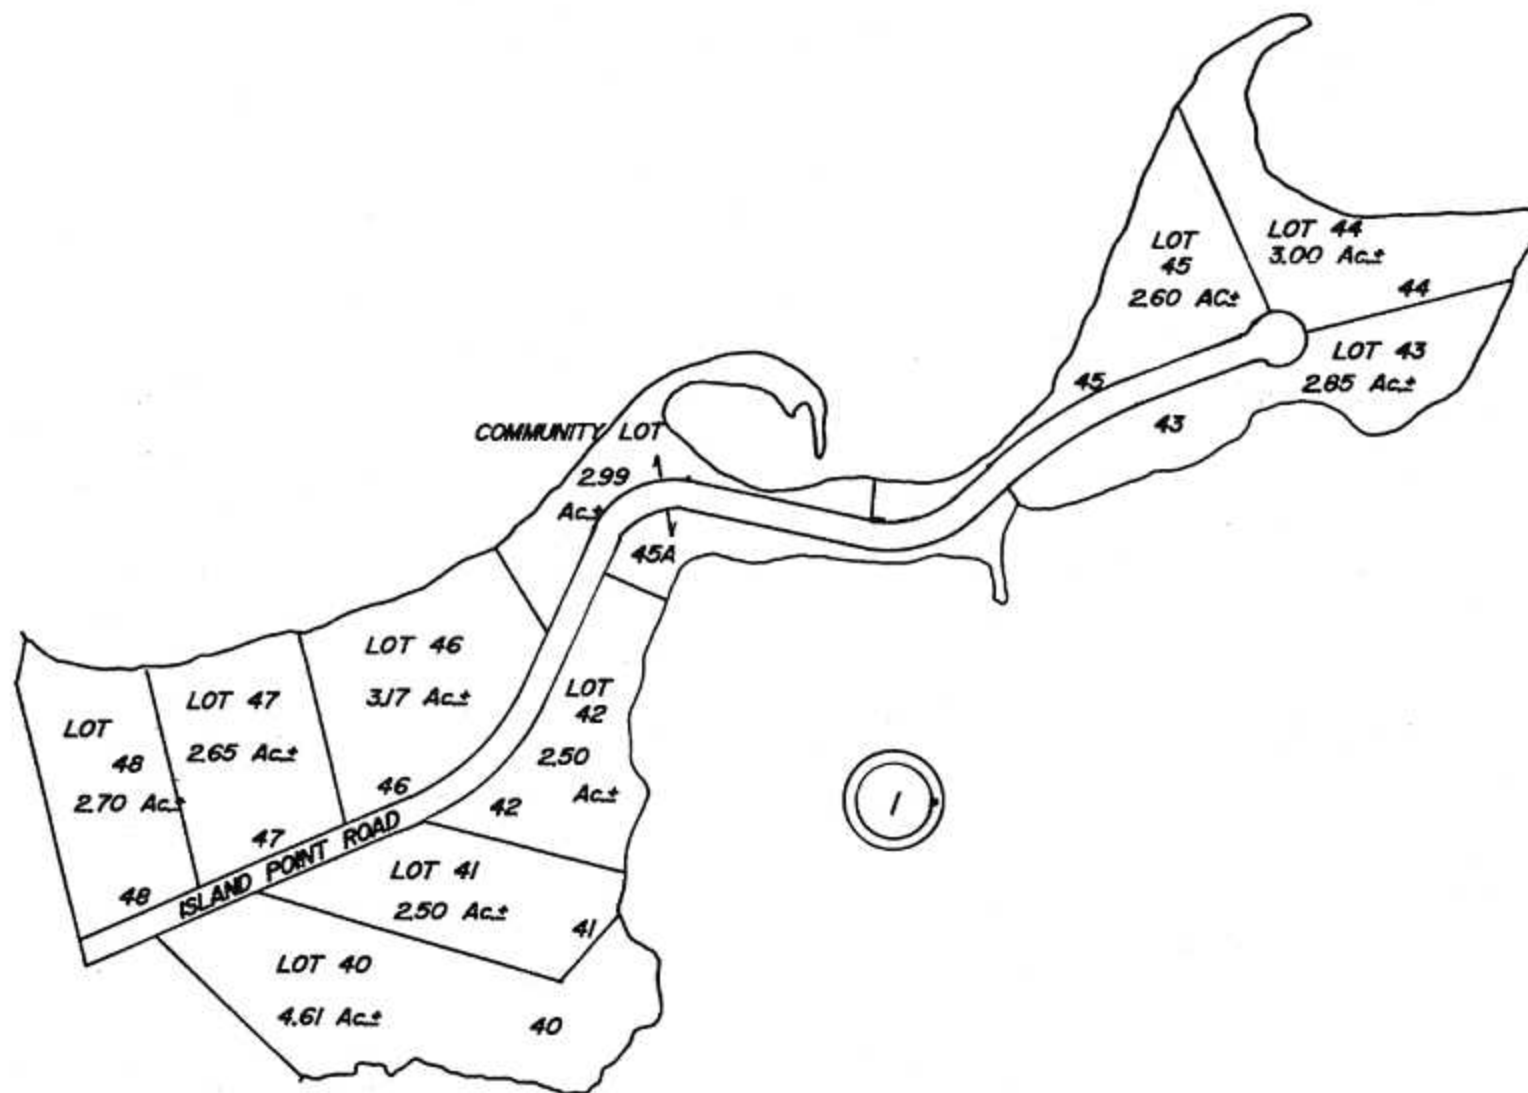 LOT 44
3.00 Ac.±
44
LOT
45
2.60 AC±
45
LOT 43
2.85 Ac.±
43
COMMUNITY LOT
2.99
Ac.±
45A
LOT 46
3.17 Ac.±
46
LOT
42
2.50
Ac.±
42
LOT 47
2.65 Ac.±
47
LOT
48
2.70 Ac.±
48
ISLAND POINT ROAD
LOT 41
2.50 Ac.±
41
LOT 40
4.61 Ac.±
40
1